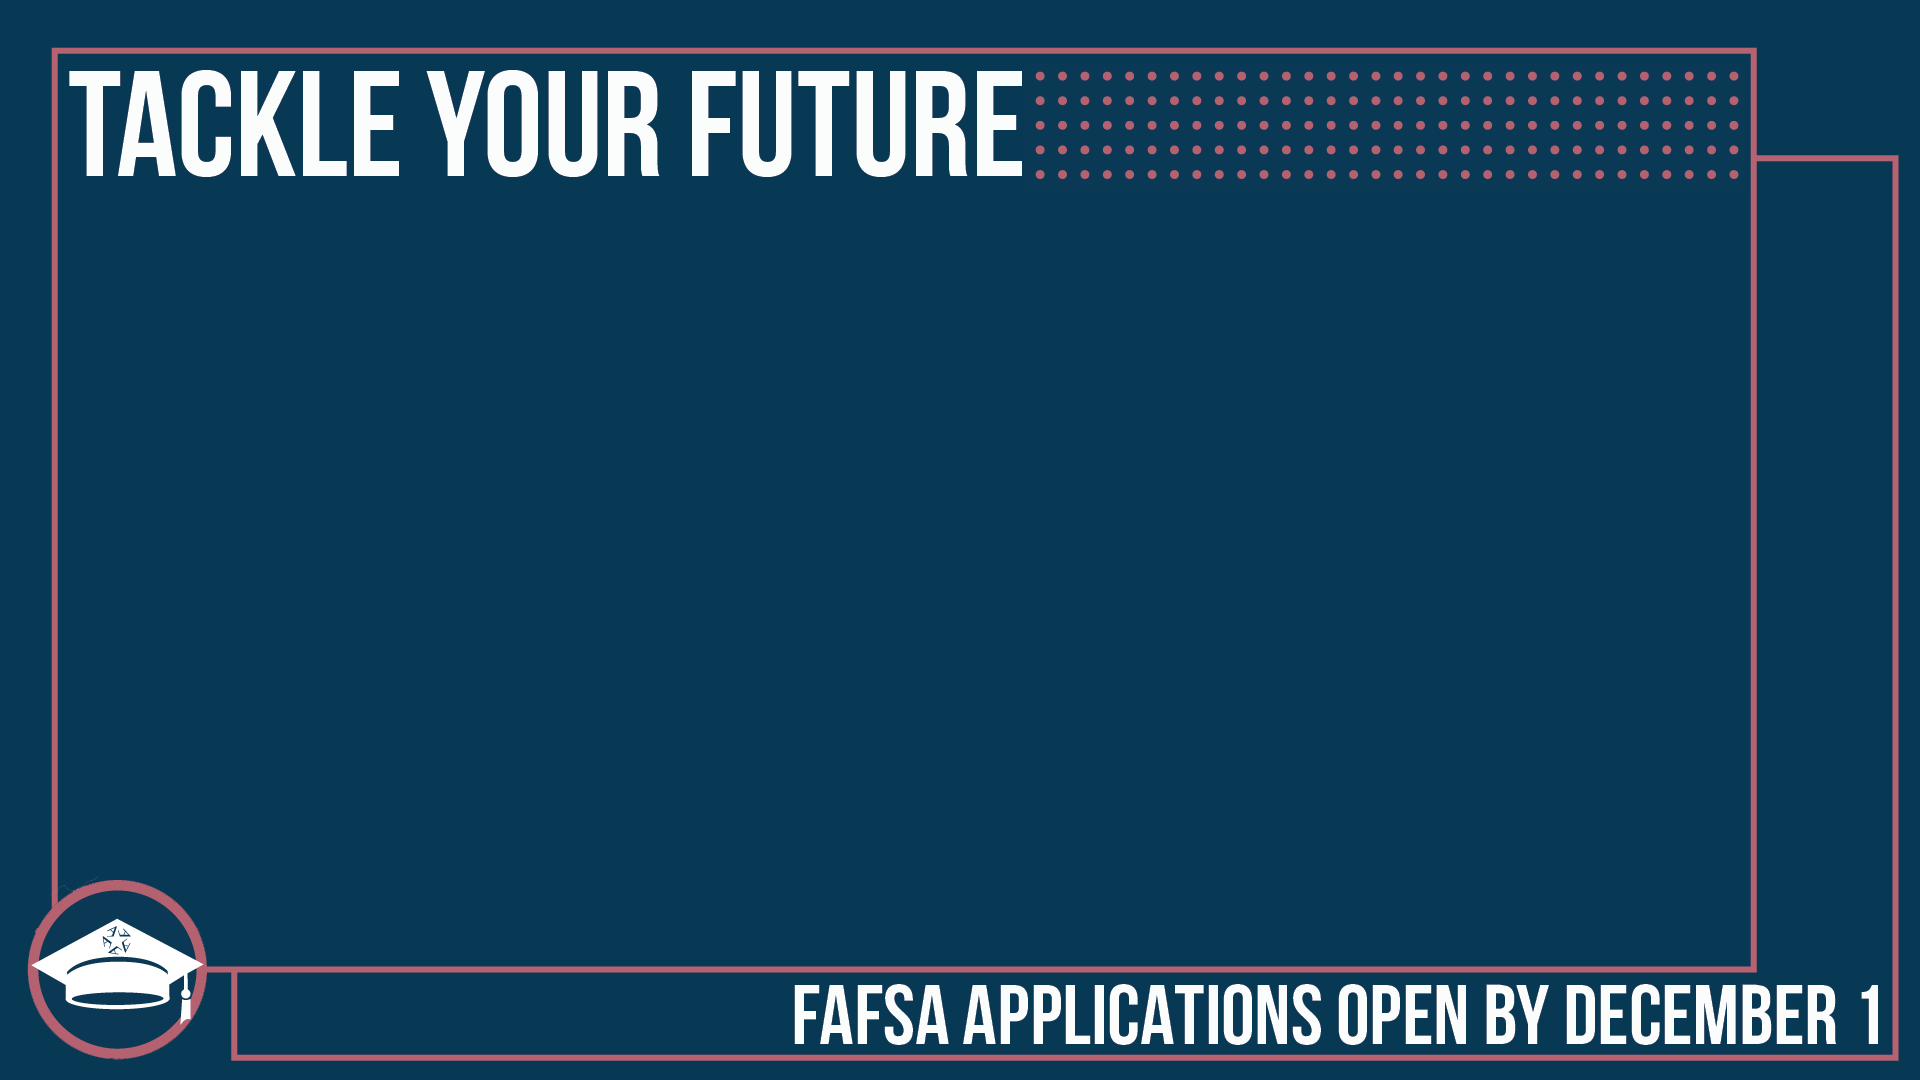 TACKLE YOUR FUTURE
FAFSA APPLICATIONS OPEN BY DECEMBER 1